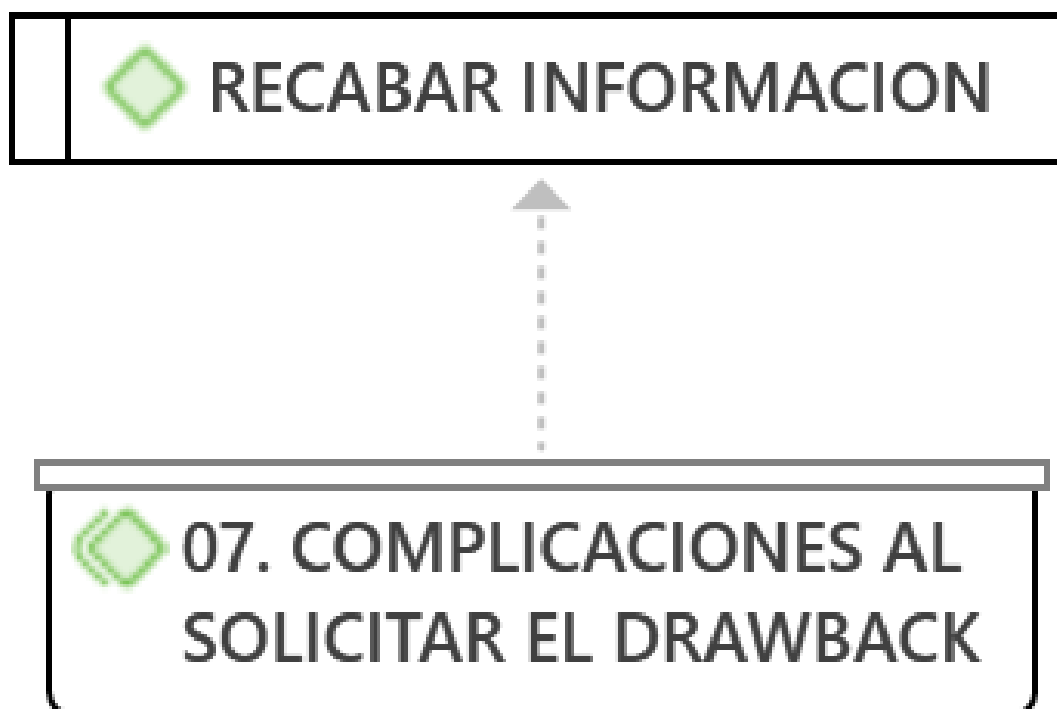 RECABAR INFORMACION
07. COMPLICACIONES AL
SOLICITAR EL DRAWBACK